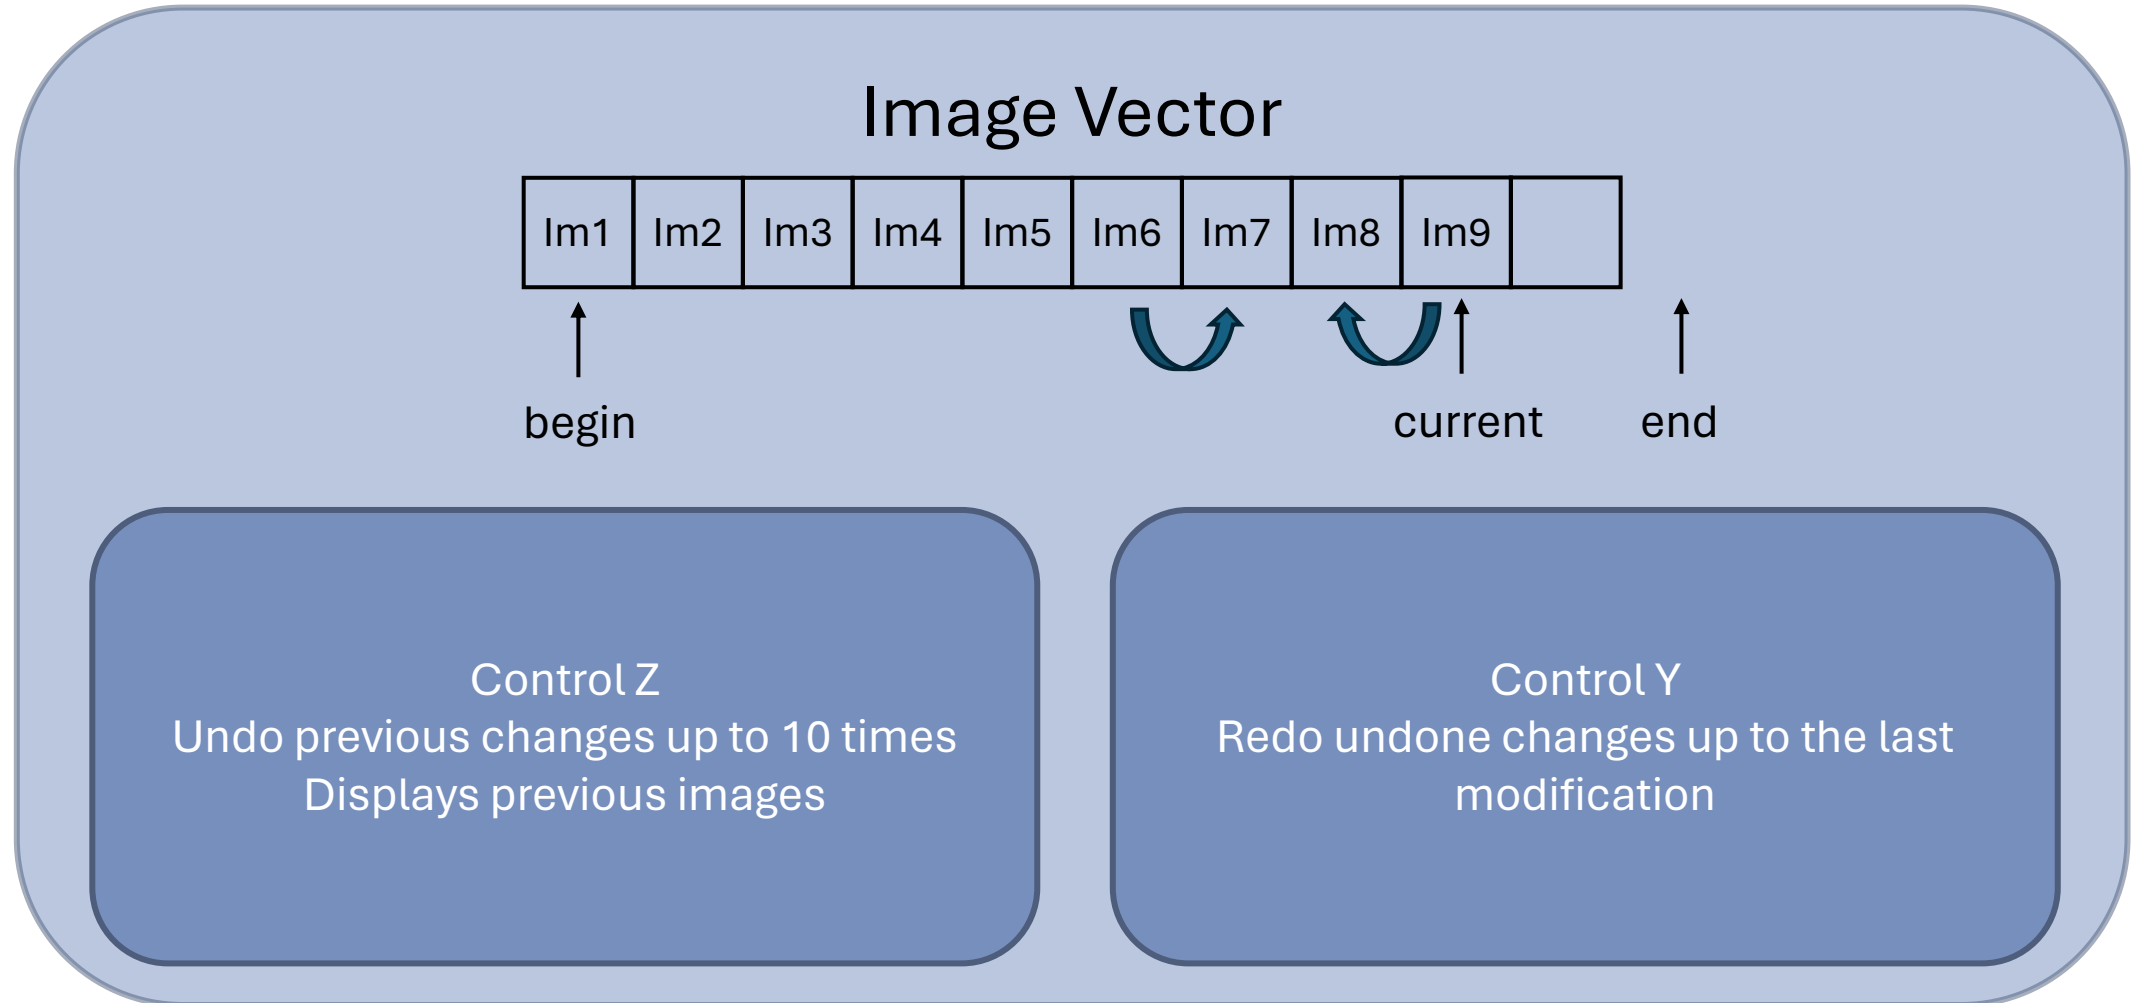 Image Vector
Im1 Im2 Im3 Im4 Im5 Im6 Im7 Im8 Im9
begin current end
Control Z
Undo previous changes up to 10 times
Displays previous images
Control Y
Redo undone changes up to the last
modification